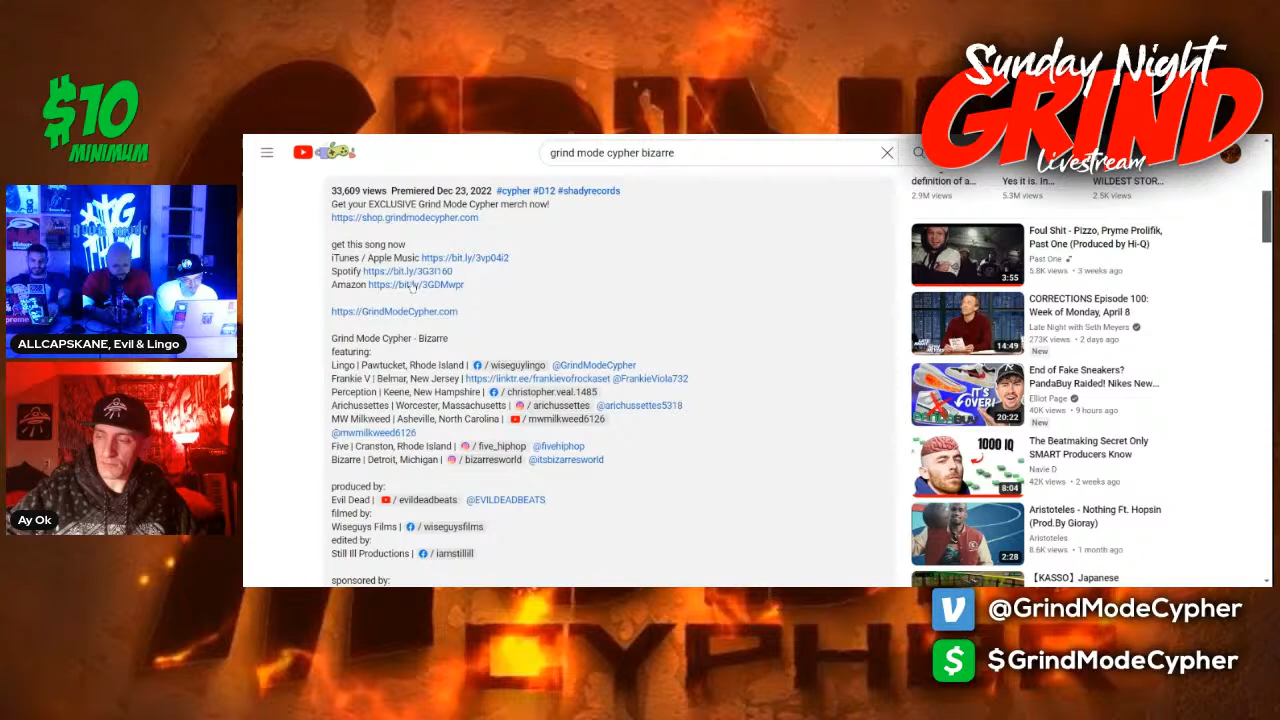 $10
MINIMUM
Sunday Night
GRIND
Livestream
ALLCAPSKANE, Evil & Lingo
Ay Ok
grind mode cypher bizarre
33,609 views Premiered Dec 23, 2022 #cypher #D12 #shadyrecords
Get your EXCLUSIVE Grind Mode Cypher merch now!
https://shop.grindmodecypher.com
get this song now
iTunes / Apple Music https://bit.ly/3vp04i2
Spotify https://bit.ly/3G3I160
Amazon https://bit.ly/3GDMwpr
https://GrindModeCypher.com
Grind Mode Cypher - Bizarre
featuring:
Lingo | Pawtucket, Rhode Island | / wiseguylingo @GrindModeCypher
Frankie V | Belmar, New Jersey | https://linktr.ee/frankievofrockaset @FrankieViola732
Perception | Keene, New Hampshire | / christopher.veal.1485
Arichussettes | Worcester, Massachusetts | / arichussettes @arichussettes5318
MW Milkweed | Asheville, North Carolina | / mwmilkweed6126
@mwmilkweed6126
Five | Cranston, Rhode Island | / five_hiphop @fivehiphop
Bizarre | Detroit, Michigan | / bizarresworld @itsbizarresworld
produced by:
Evil Dead | / evildeadbeats @EVILDEADBEATS
filmed by:
Wiseguys Films | / wiseguysfilms
edited by:
Still Ill Productions | / iamstillill
sponsored by:
definition of a...
2.9M views
Yes it is. In...
5.3M views
WILDEST STOR...
2.5K views
Foul Shit - Pizzo, Pryme Prolifik,
Past One (Produced by Hi-Q)
Past One
5.8K views • 3 weeks ago
3:55
CORRECTIONS Episode 100:
Week of Monday, April 8
Late Night with Seth Meyers
273K views • 2 days ago
New
14:49
End of Fake Sneakers?
PandaBuy Raided! Nikes New...
Elliot Page
40K views • 9 hours ago
New
IT'S OVER!
20:22
The Beatmaking Secret Only
SMART Producers Know
Navie D
42K views • 2 weeks ago
1000 IQ
8:04
Aristoteles - Nothing Ft. Hopsin
(Prod.By Gioray)
Aristoteles
8.6K views • 1 month ago
2:28
【KASSO】Japanese
@GrindModeCypher
$GrindModeCypher
CYPHER